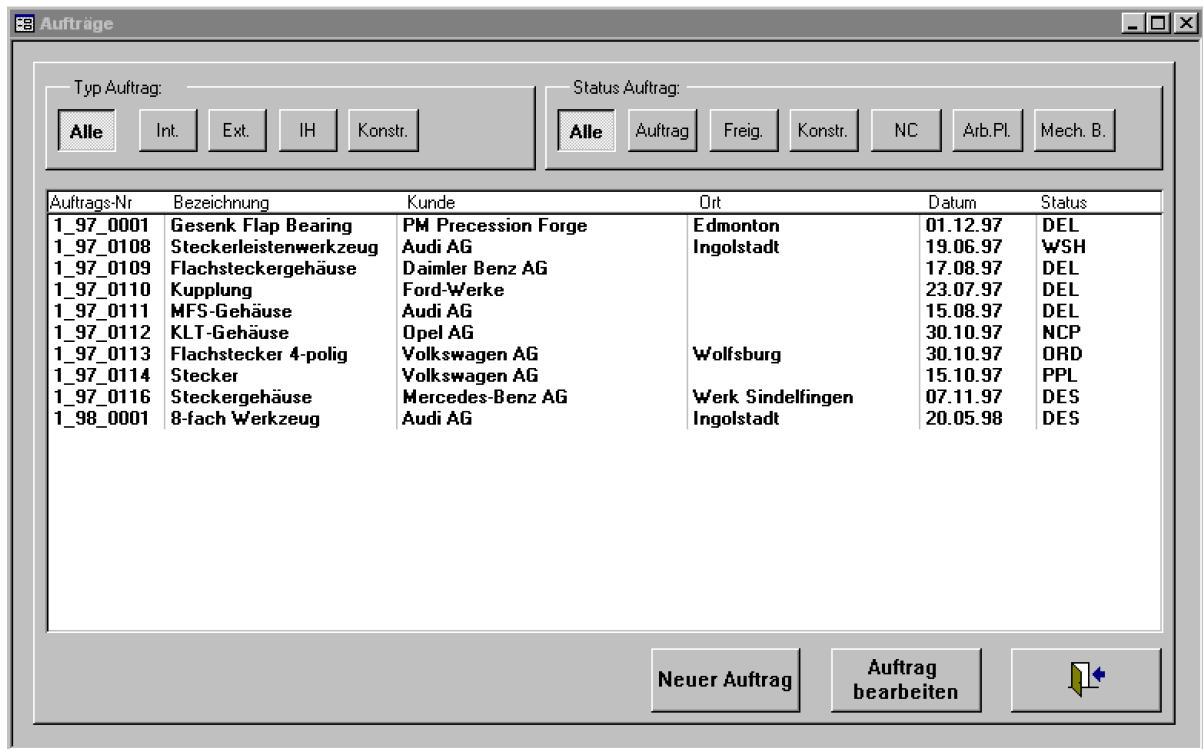 Aufträge
Typ Auftrag:
Alle Int. Ext. IH Konstr.
Status Auftrag:
Alle Auftrag Freig. Konstr. NC Arb.Pl. Mech. B.
Auftrags-Nr Bezeichnung Kunde Ort Datum Status
1_97_0001 Gesenk Flap Bearing PM Precession Forge Edmonton 01.12.97 DEL
1_97_0108 Steckerleistenwerkzeug Audi AG Ingolstadt 19.06.97 WSH
1_97_0109 Flachsteckergehäuse Daimler Benz AG 17.08.97 DEL
1_97_0110 Kupplung Ford-Werke 23.07.97 DEL
1_97_0111 MFS-Gehäuse Audi AG 15.08.97 DEL
1_97_0112 KLT-Gehäuse Opel AG 30.10.97 NCP
1_97_0113 Flachstecker 4-polig Volkswagen AG Wolfsburg 30.10.97 ORD
1_97_0114 Stecker Volkswagen AG 15.10.97 PPL
1_97_0116 Steckergehäuse Mercedes-Benz AG Werk Sindelfingen 07.11.97 DES
1_98_0001 8-fach Werkzeug Audi AG Ingolstadt 20.05.98 DES
Neuer Auftrag
Auftrag
bearbeiten